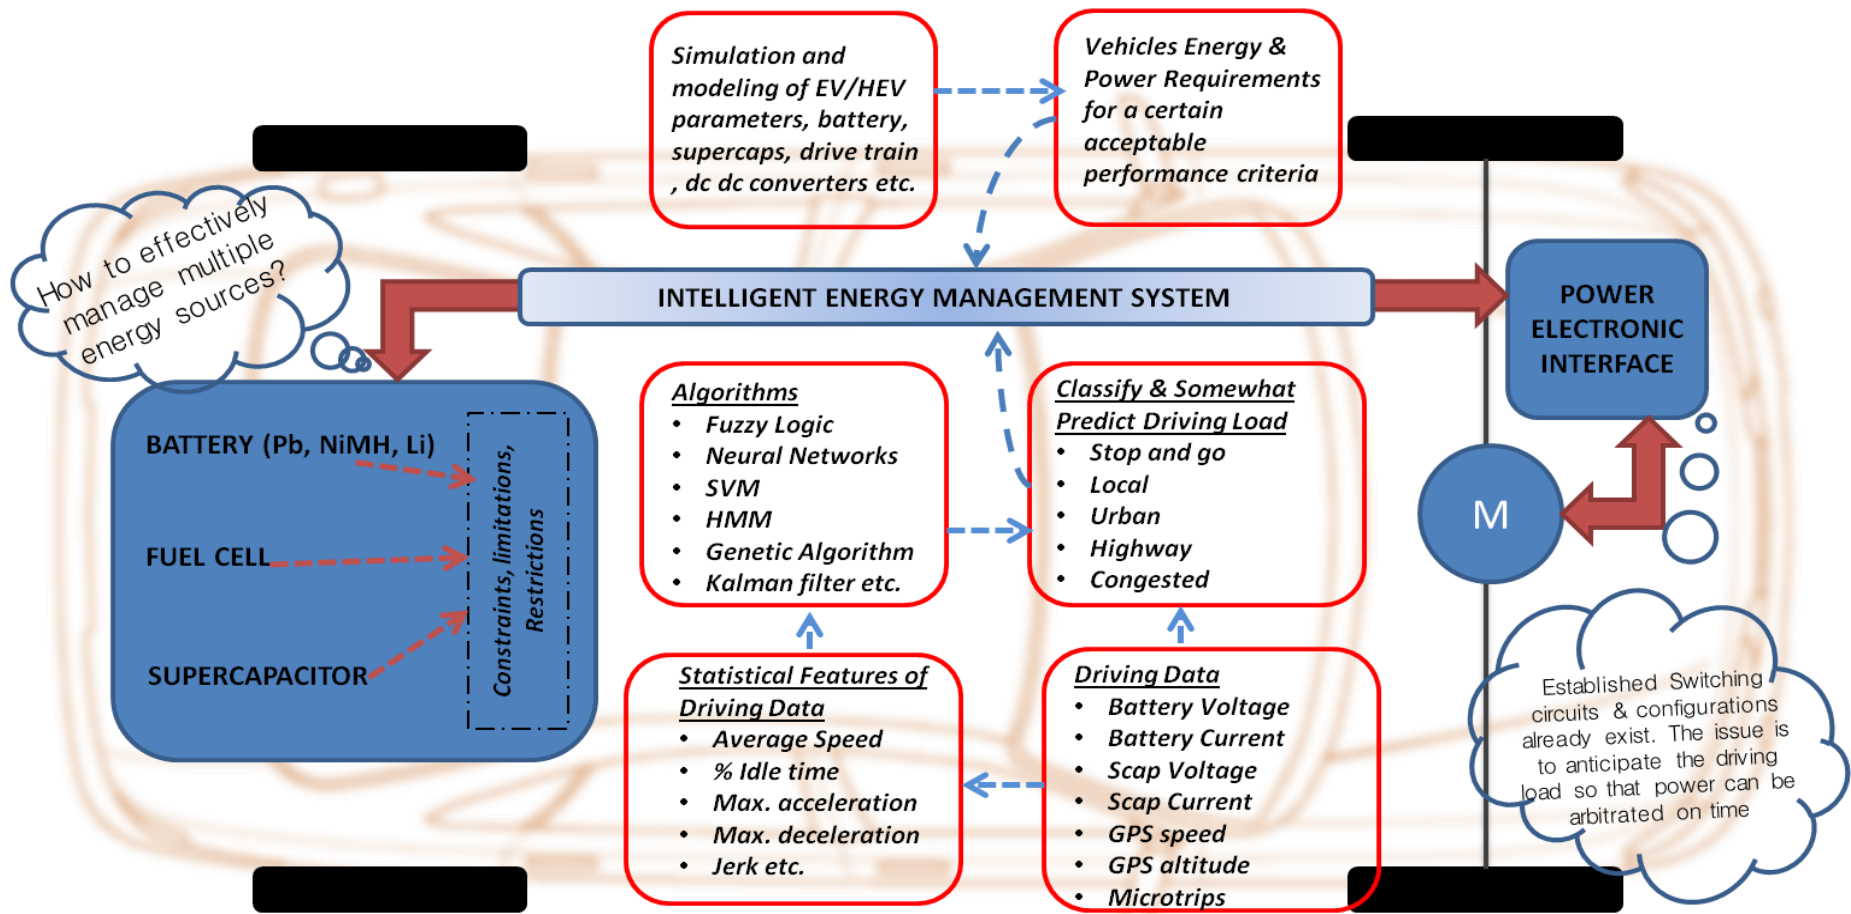 Simulation and
modeling of EV/HEV
parameters, battery,
supercaps, drive train
, dc dc converters etc.
Vehicles Energy &
Power Requirements
for a certain
acceptable
performance criteria
How to effectively
manage multiple
energy sources?
INTELLIGENT ENERGY MANAGEMENT SYSTEM
POWER
ELECTRONIC
INTERFACE
BATTERY (Pb, NiMH, Li)
FUEL CELL
SUPERCAPACITOR
Constraints, limitations,
Restrictions
Algorithms
• Fuzzy Logic
• Neural Networks
• SVM
• HMM
• Genetic Algorithm
• Kalman filter etc.
Classify & Somewhat
Predict Driving Load
• Stop and go
• Local
• Urban
• Highway
• Congested
M
Statistical Features of
Driving Data
• Average Speed
• % Idle time
• Max. acceleration
• Max. deceleration
• Jerk etc.
Driving Data
• Battery Voltage
• Battery Current
• Scap Voltage
• Scap Current
• GPS speed
• GPS altitude
• Microtrips
Established Switching
circuits & configurations
already exist. The issue is
to anticipate the driving
load so that power can be
arbitrated on time